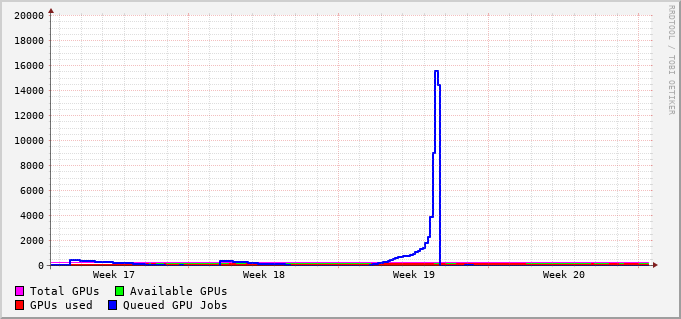 RRDTOOL / TOBI OETIKER
20000
18000
16000
14000
12000
10000
8000
6000
4000
2000
0
Week 17 Week 18 Week 19 Week 20
Total GPUs Available GPUs
GPUs used Queued GPU Jobs